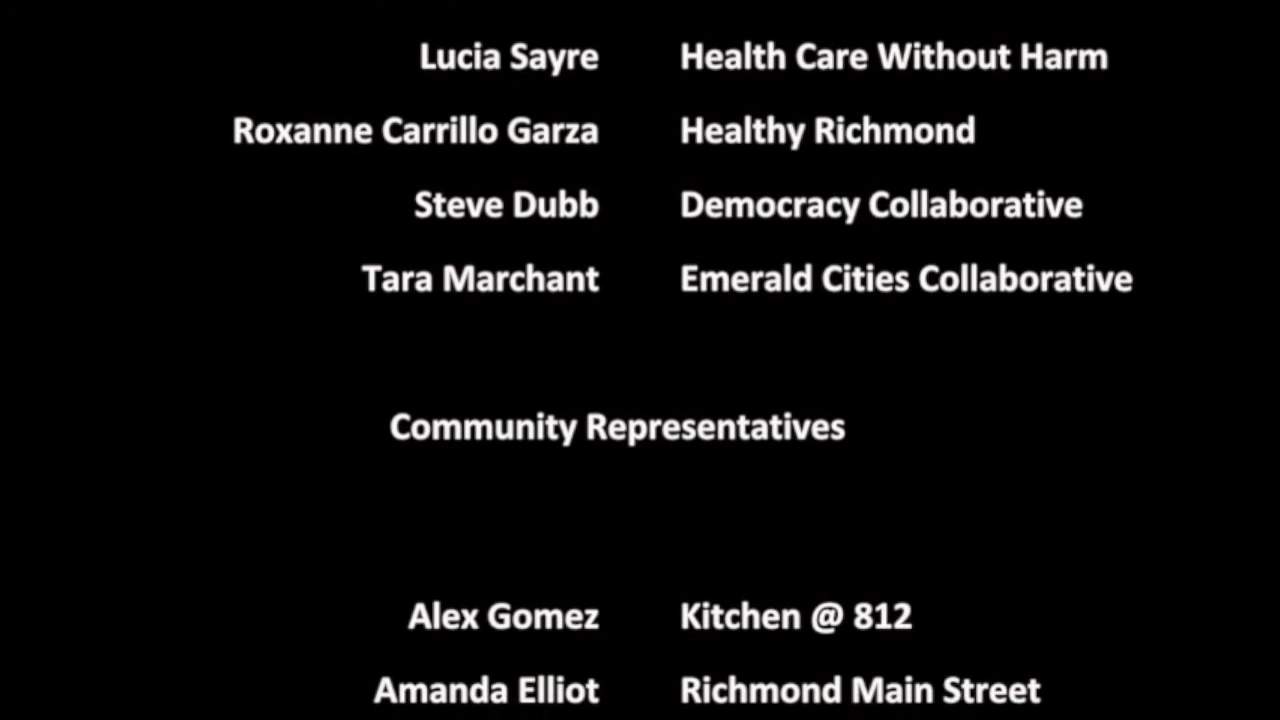 Lucia Sayre Health Care Without Harm
Roxanne Carrillo Garza Healthy Richmond
Steve Dubb Democracy Collaborative
Tara Marchant Emerald Cities Collaborative
Community Representatives
Alex Gomez Kitchen @ 812
Amanda Elliot Richmond Main Street